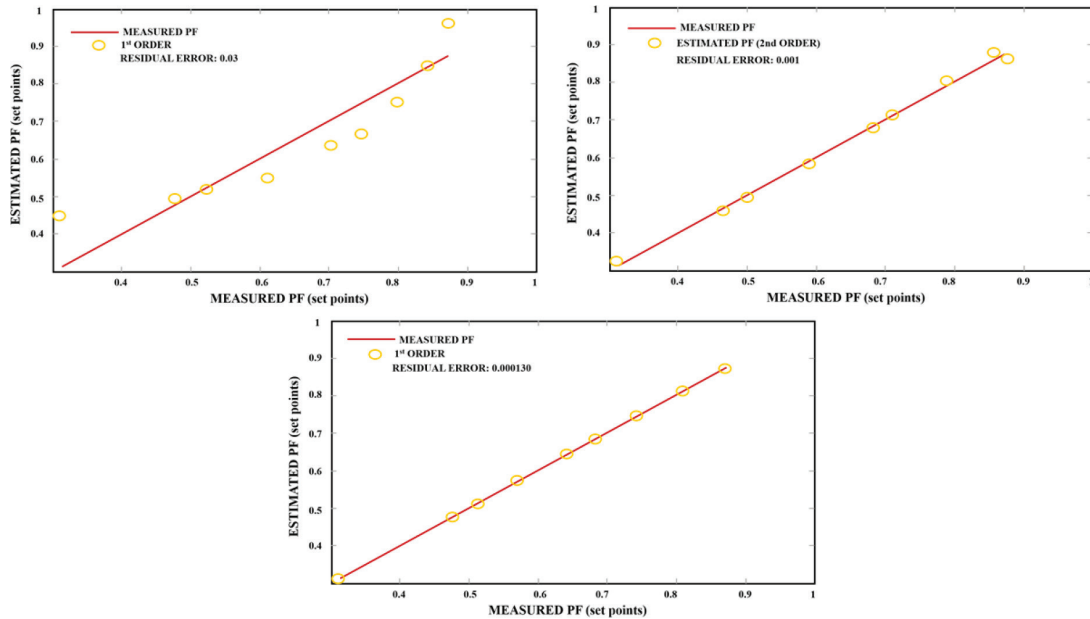 1
0.9
0.8
0.7
0.6
0.5
0.4
ESTIMATED PF (set points)
MEASURED PF
1st ORDER
RESIDUAL ERROR: 0.03
0.4 0.5 0.6 0.7 0.8 0.9 1
MEASURED PF (set points)
1
0.9
0.8
0.7
0.6
0.5
0.4
ESTIMATED PF (set points)
MEASURED PF
ESTIMATED PF (2nd ORDER)
RESIDUAL ERROR: 0.001
0.4 0.5 0.6 0.7 0.8 0.9 1
MEASURED PF (set points)
1
0.9
0.8
0.7
0.6
0.5
0.4
ESTIMATED PF (set points)
MEASURED PF
1st ORDER
RESIDUAL ERROR: 0.000130
0.4 0.5 0.6 0.7 0.8 0.9 1
MEASURED PF (set points)